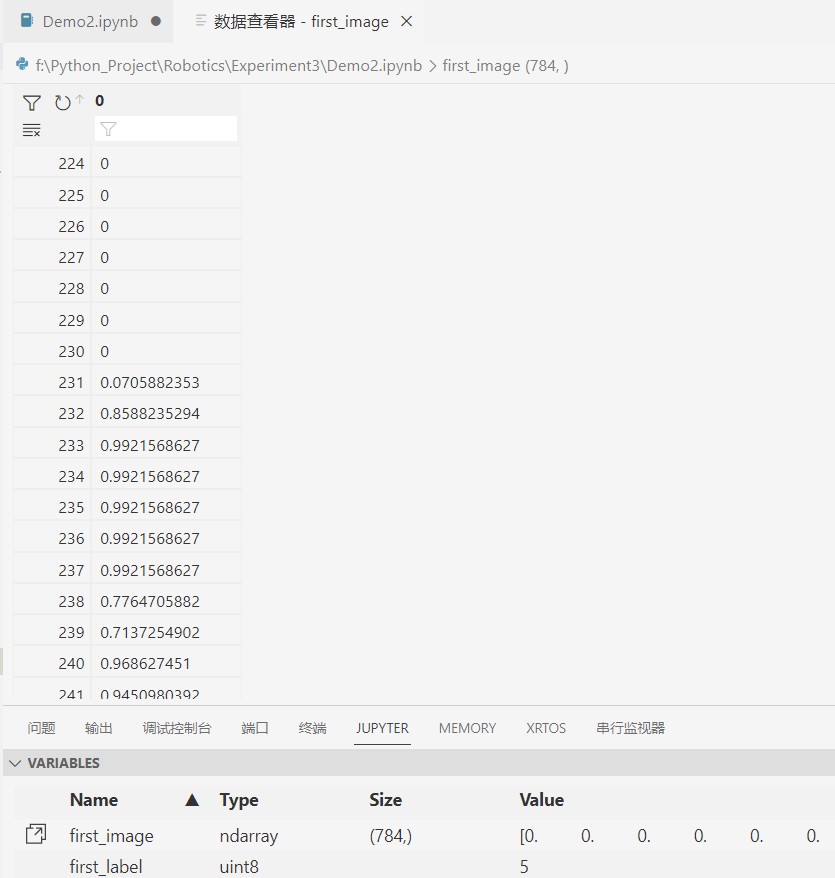 Demo2.ipynb ● 数据查看器 - first_image ×
f:\Python_Project\Robotics\Experiment3\Demo2.ipynb > first_image (784, )
0
224 0
225 0
226 0
227 0
228 0
229 0
230 0
231 0.0705882353
232 0.8588235294
233 0.9921568627
234 0.9921568627
235 0.9921568627
236 0.9921568627
237 0.9921568627
238 0.7764705882
239 0.7137254902
240 0.968627451
241 0.9450980392
问题 输出 调试控制台 端口 终端 JUPYTER MEMORY XRTOS 串行监视器
VARIABLES
Name ▲ Type Size Value
first_image ndarray (784,) [0. 0. 0. 0. 0. 0.
first_label uint8 5